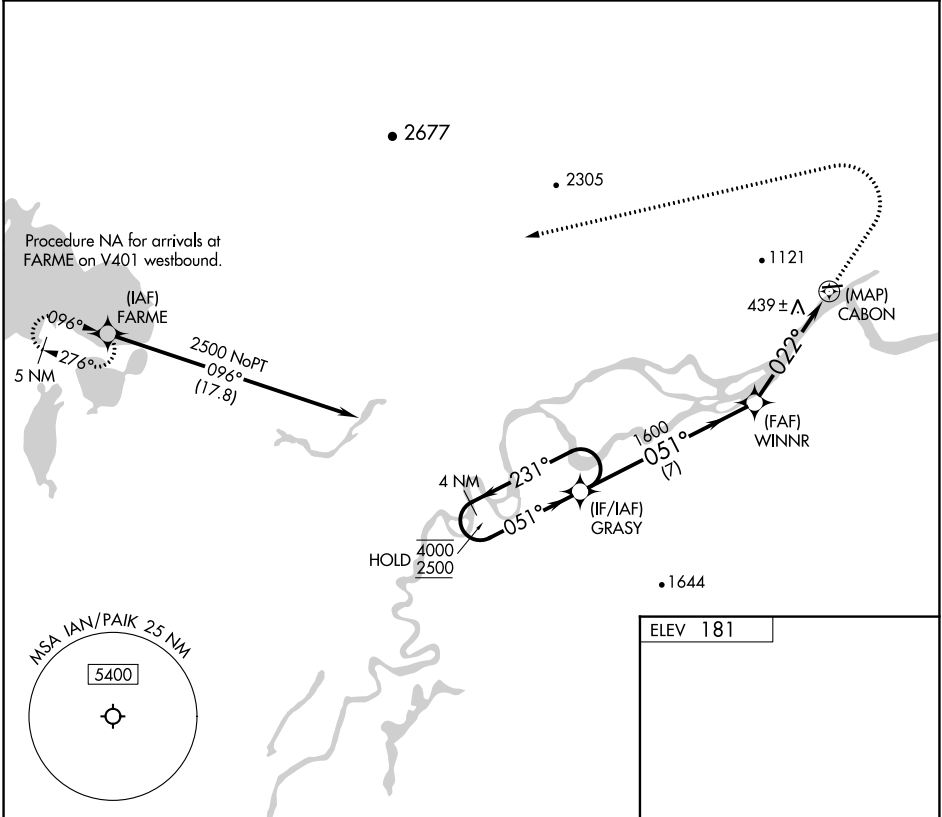 2677
2305
Procedure NA for arrivals at
FARME on V401 westbound.
1121
(IAF)
FARME
439±
(MAP)
CABON
096°
276°
5 NM
2500 NoPT
096°
(17.8)
022°
(FAF)
WINNR
1600
051°
(7)
4 NM
231°
051°
(IF/IAF)
GRASY
HOLD
4000
2500
1644
MSA IAN/PAIK 25 NM
5400
ELEV 181